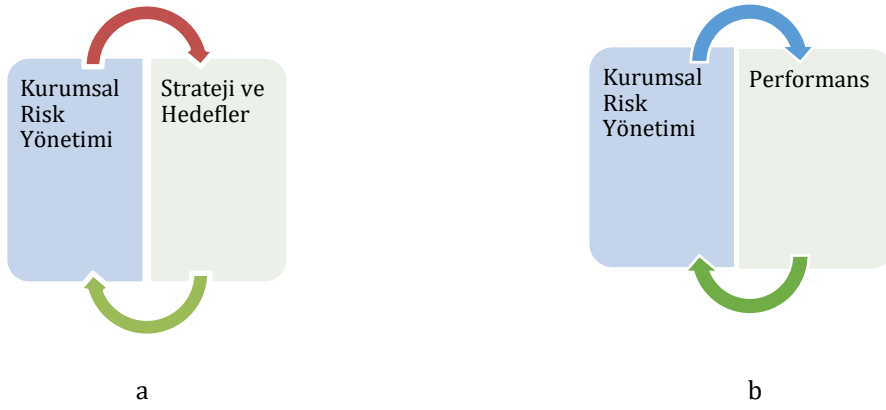 Kurumsal
Risk
Yönetimi
Strateji ve
Hedefler
Kurumsal
Risk
Yönetimi
Performans
a
b